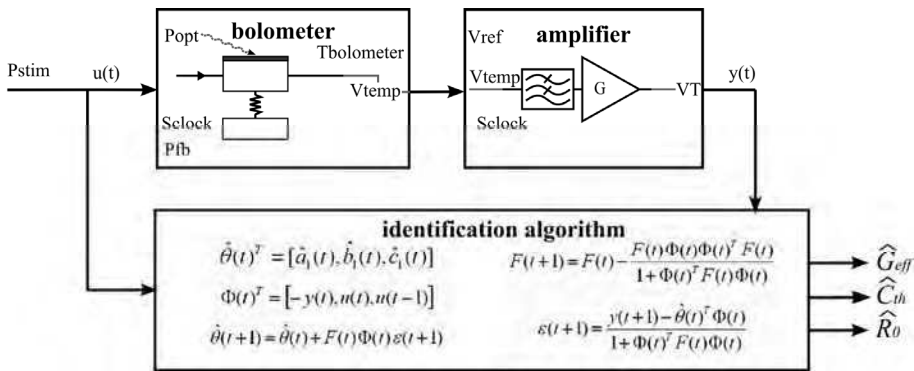 bolometer
Popt
Tbolometer
Vtemp
Sclock
Pfb
Pstim
u(t)
amplifier
Vref
Vtemp
G
VT
Sclock
y(t)
identification algorithm
θ̂(t)^T = [â₁(t), b̂₁(t), ĉ₁(t)]
Φ(t)^T = [−y(t), u(t), u(t−1)]
θ̂(t+1) = θ̂(t) + F(t)Φ(t)ε(t+1)
F(t+1) = F(t) − F(t)Φ(t)Φ(t)^T F(t) / 1 + Φ(t)^T F(t)Φ(t)
ε(t+1) = y(t+1) − θ̂(t)^T Φ(t) / 1 + Φ(t)^T F(t)Φ(t)
Ĝeff
Ĉth
R̂0